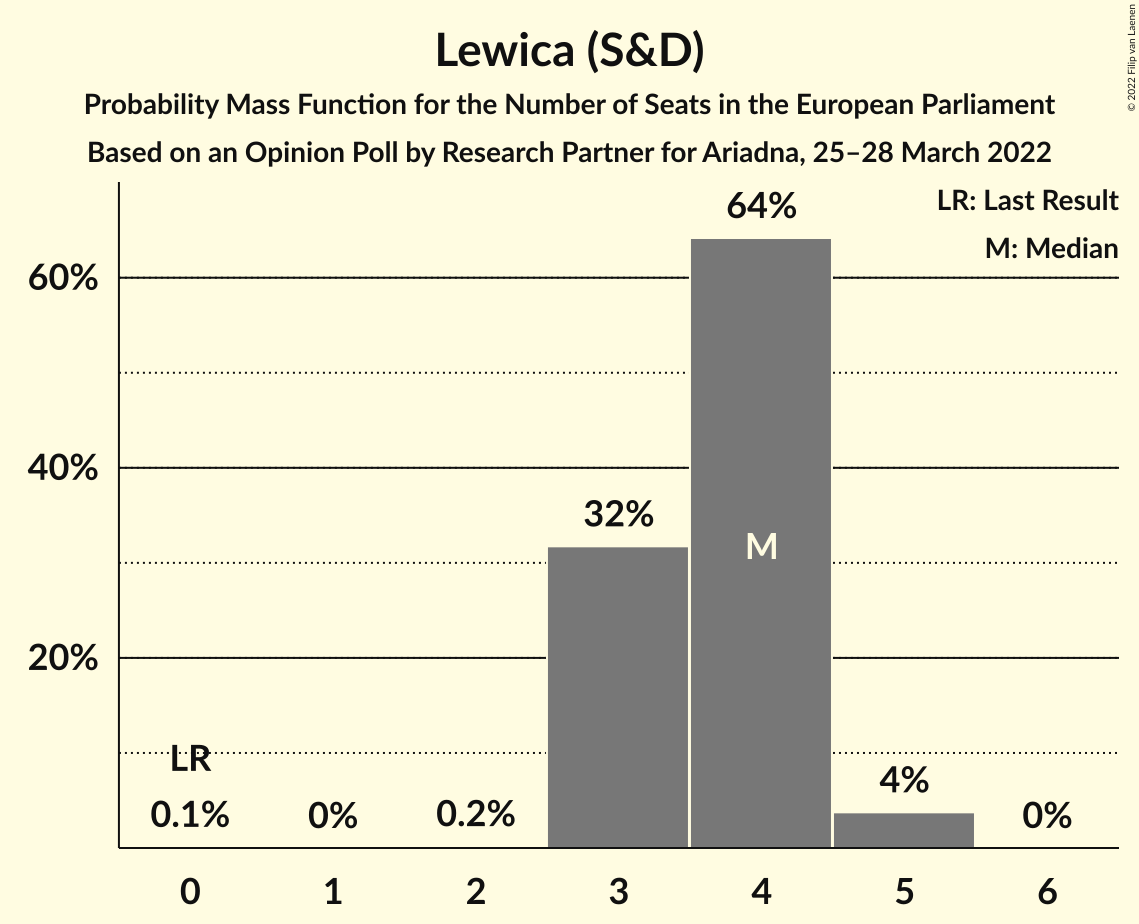 Lewica (S&D)
Probability Mass Function for the Number of Seats in the European Parliament
Based on an Opinion Poll by Research Partner for Ariadna, 25–28 March 2022
© 2022 Filip van Laenen
LR: Last Result
M: Median
60%
40%
20%
LR
0.1%
0%
0.2%
32%
64%
M
4%
0%
0 1 2 3 4 5 6